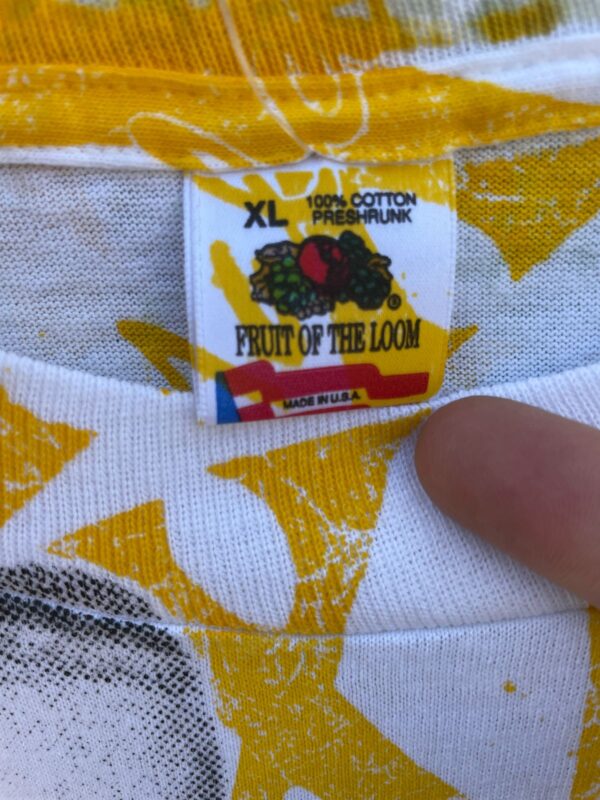 XL
100% COTTON
PRESHRUNK
®
FRUIT OF THE LOOM
MADE IN U.S.A.